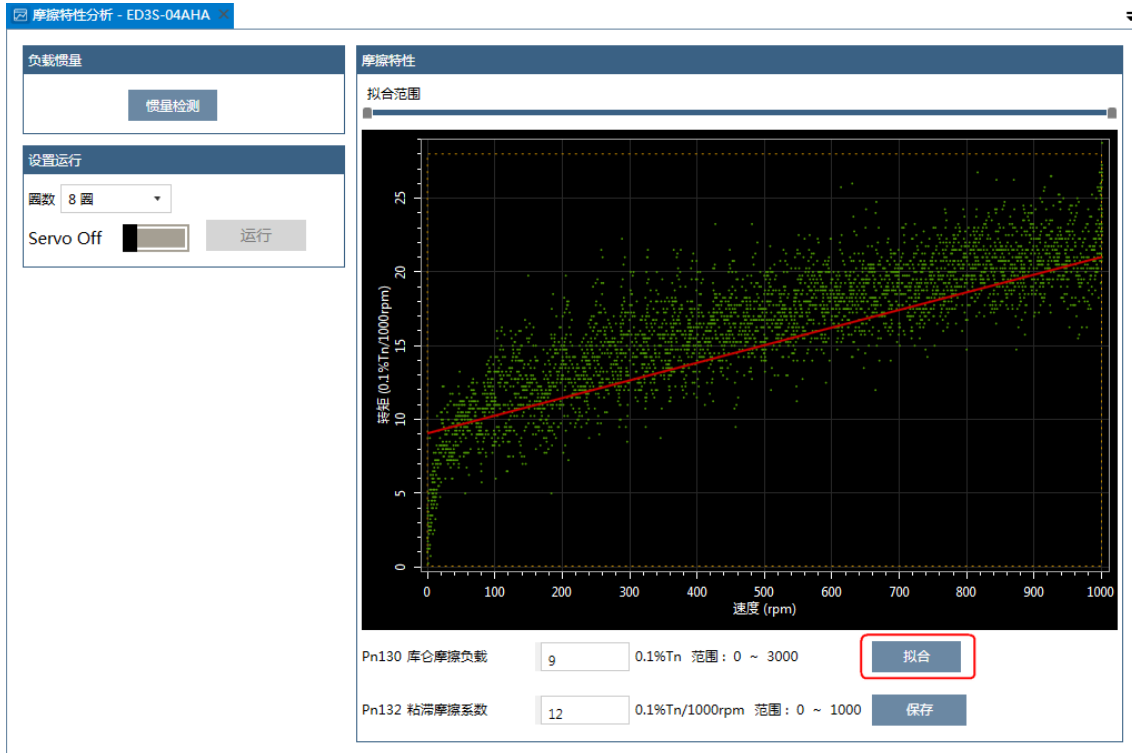 摩擦特性分析 - ED3S-04AHA
负载惯量
惯量检测
设置运行
圈数 8 圈
Servo Off 运行
摩擦特性
拟合范围
转矩 (0.1%Tn/1000rpm)
25
20
15
10
5
0
0 100 200 300 400 500 600 700 800 900 1000
速度 (rpm)
Pn130 库仑摩擦负载 9 0.1%Tn 范围: 0 ~ 3000 拟合
Pn132 粘滞摩擦系数 12 0.1%Tn/1000rpm 范围: 0 ~ 1000 保存